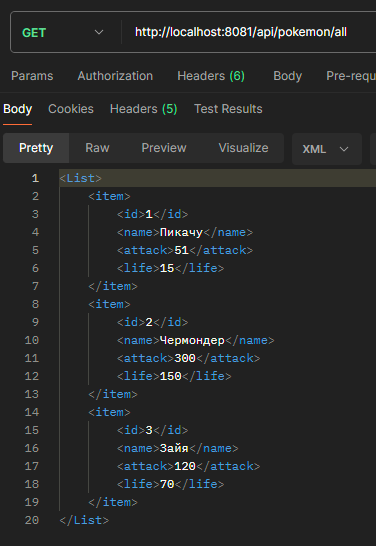 GET http://localhost:8081/api/pokemon/all
Params Authorization Headers (6) Body Pre-requ
Body Cookies Headers (5) Test Results
Pretty Raw Preview Visualize XML
1 <List>
2 <item>
3 <id>1</id>
4 <name>Пикачу</name>
5 <attack>51</attack>
6 <life>15</life>
7 </item>
8 <item>
9 <id>2</id>
10 <name>Чермондер</name>
11 <attack>300</attack>
12 <life>150</life>
13 </item>
14 <item>
15 <id>3</id>
16 <name>Зайя</name>
17 <attack>120</attack>
18 <life>70</life>
19 </item>
20 </List>